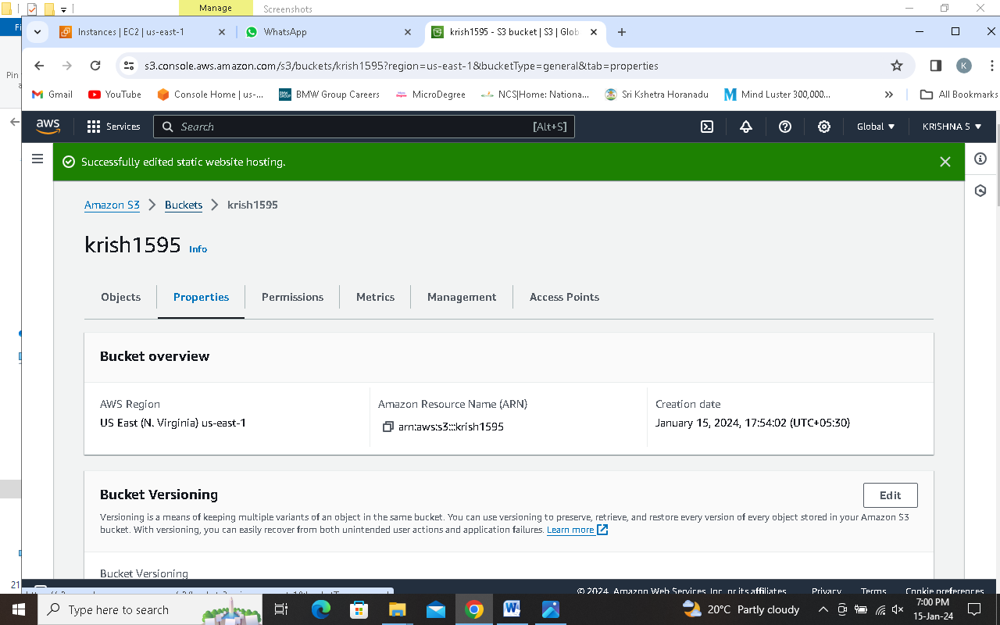 Manage
Screenshots
Fi
Instances | EC2 | us-east-1
WhatsApp
krish1595 - S3 bucket | S3 | Glob
s3.console.aws.amazon.com/s3/buckets/krish1595?region=us-east-1&bucketType=general&tab=properties
K
Pin
Gmail
YouTube
Console Home | us-...
BMW Group Careers
MicroDegree
NCS|Home: Nationa...
Sri Kshetra Horanadu
Mind Luster 300,000...
»
All Bookmarks
aws
Services
Search
[Alt+S]
Global
KRISHNA S
Successfully edited static website hosting.
Amazon S3
Buckets
krish1595
krish1595 Info
Objects
Properties
Permissions
Metrics
Management
Access Points
Bucket overview
AWS Region
US East (N. Virginia) us-east-1
Amazon Resource Name (ARN)
arn:aws:s3:::krish1595
Creation date
January 15, 2024, 17:54:02 (UTC+05:30)
Bucket Versioning
Edit
Versioning is a means of keeping multiple variants of an object in the same bucket. You can use versioning to preserve, retrieve, and restore every version of every object stored in your Amazon S3
bucket. With versioning, you can easily recover from both unintended user actions and application failures. Learn more
Bucket Versioning
21
© 2024, Amazon Web Services, Inc. or its affiliates.
Privacy
Terms
Cookie preferences
Type here to search
20°C Partly cloudy
7:00 PM
15-Jan-24